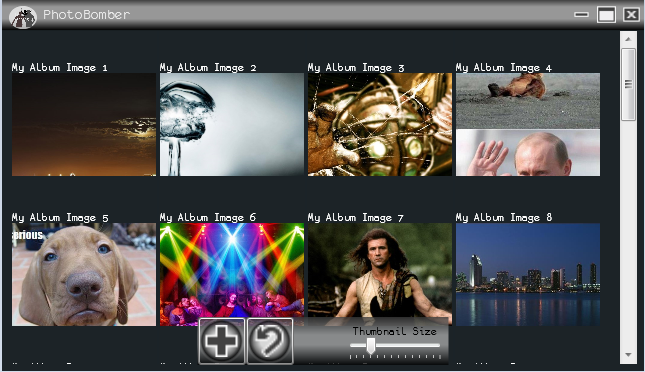 PhotoBomber
My Album Image 1
My Album Image 2
My Album Image 3
My Album Image 4
My Album Image 5
My Album Image 6
My Album Image 7
My Album Image 8
erious
Thumbnail Size